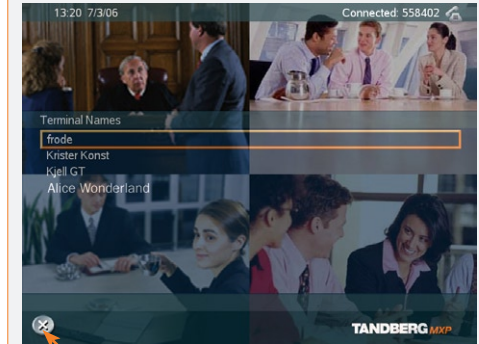 13:20 7/3/06 Connected: 558402
Terminal Names
frode
Krister Konst
Kjell GT
Alice Wonderland
TANDBERG MXP